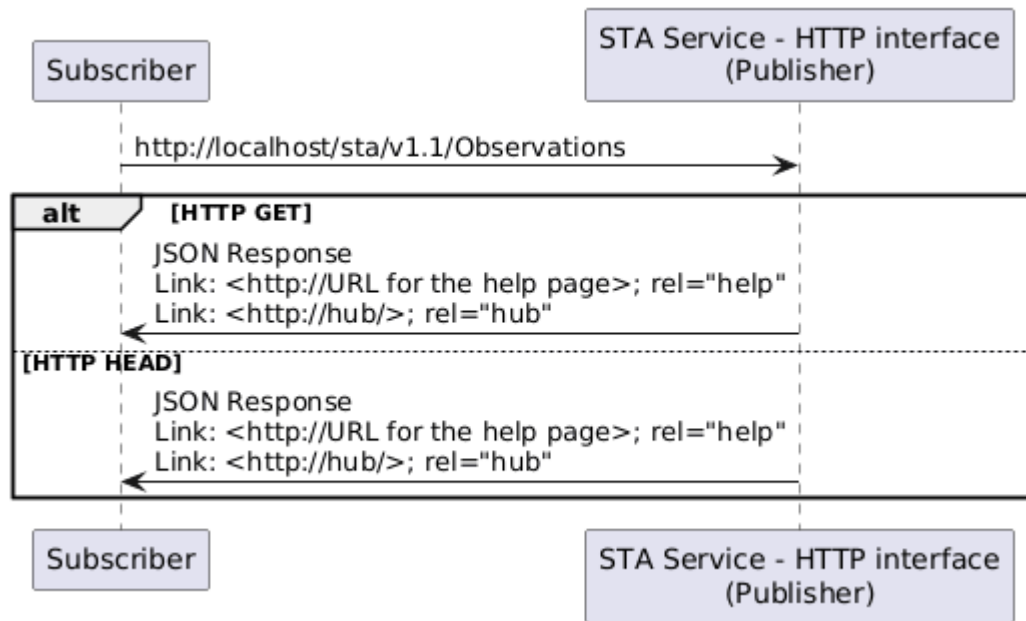 Subscriber
STA Service - HTTP interface
(Publisher)
http://localhost/sta/v1.1/Observations
alt
[HTTP GET]
JSON Response
Link: <http://URL for the help page>; rel="help"
Link: <http://hub/>; rel="hub"
[HTTP HEAD]
JSON Response
Link: <http://URL for the help page>; rel="help"
Link: <http://hub/>; rel="hub"
Subscriber
STA Service - HTTP interface
(Publisher)